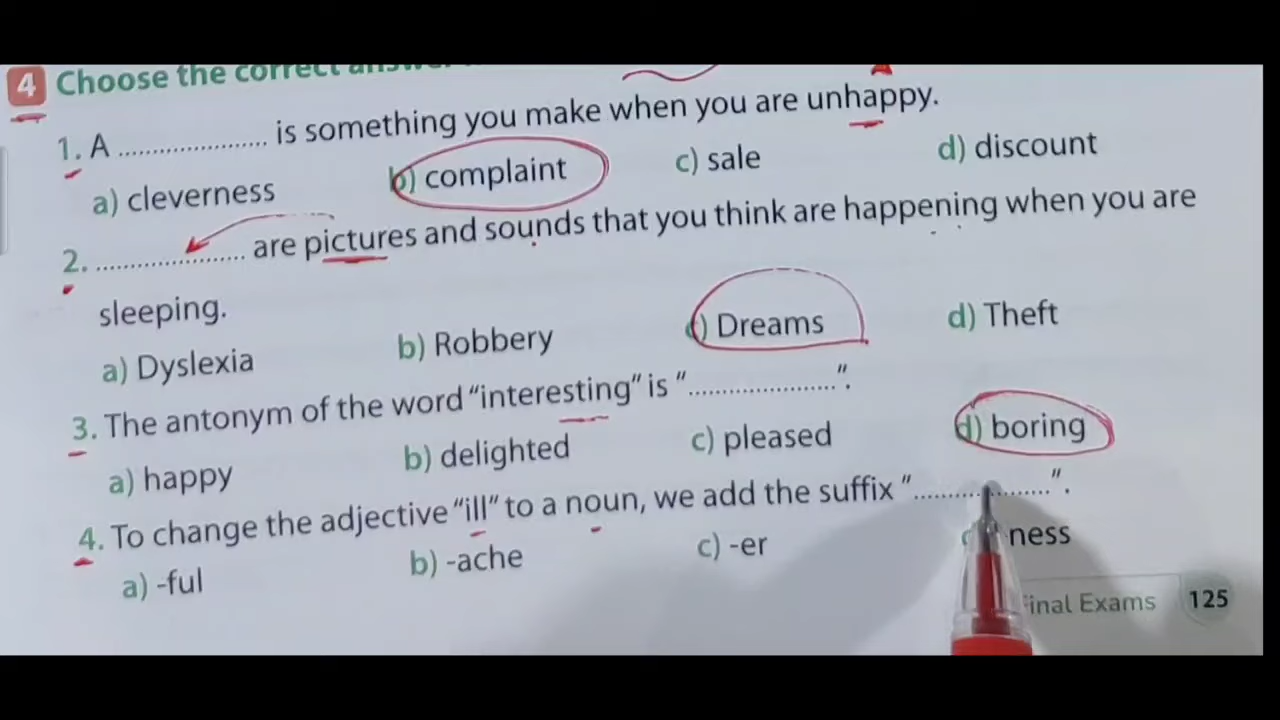 4 Choose the correct answer
1. A ...................... is something you make when you are unhappy.
a) cleverness b) complaint c) sale d) discount
2. ...................... are pictures and sounds that you think are happening when you are
sleeping.
a) Dyslexia b) Robbery c) Dreams d) Theft
3. The antonym of the word “interesting” is “......................”.
a) happy b) delighted c) pleased d) boring
4. To change the adjective “ill” to a noun, we add the suffix “......................”.
a) -ful b) -ache c) -er d) -ness
Final Exams 125